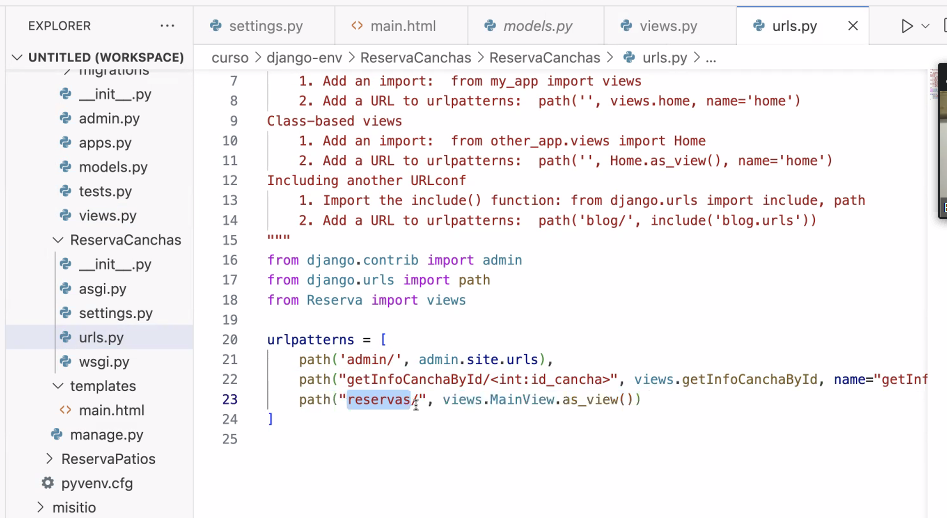 EXPLORER ...
settings.py
main.html
models.py
views.py
urls.py
UNTITLED (WORKSPACE)
curso > django-env > ReservaCanchas > ReservaCanchas > urls.py > ...
migrations
__init__.py
admin.py
apps.py
models.py
tests.py
views.py
ReservaCanchas
__init__.py
asgi.py
settings.py
urls.py
wsgi.py
templates
main.html
manage.py
ReservaPatios
pyvenv.cfg
misitio
7 1. Add an import:  from my_app import views
8 2. Add a URL to urlpatterns:  path('', views.home, name='home')
9 Class-based views
10 1. Add an import:  from other_app.views import Home
11 2. Add a URL to urlpatterns:  path('', Home.as_view(), name='home')
12 Including another URLconf
13 1. Import the include() function: from django.urls import include, path
14 2. Add a URL to urlpatterns:  path('blog/', include('blog.urls'))
15 """
16 from django.contrib import admin
17 from django.urls import path
18 from Reserva import views
19
20 urlpatterns = [
21 path('admin/', admin.site.urls),
22 path("getInfoCanchaById/<int:id_cancha>", views.getInfoCanchaById, name="getInf
23 path("reservas/", views.MainView.as_view())
24 ]
25